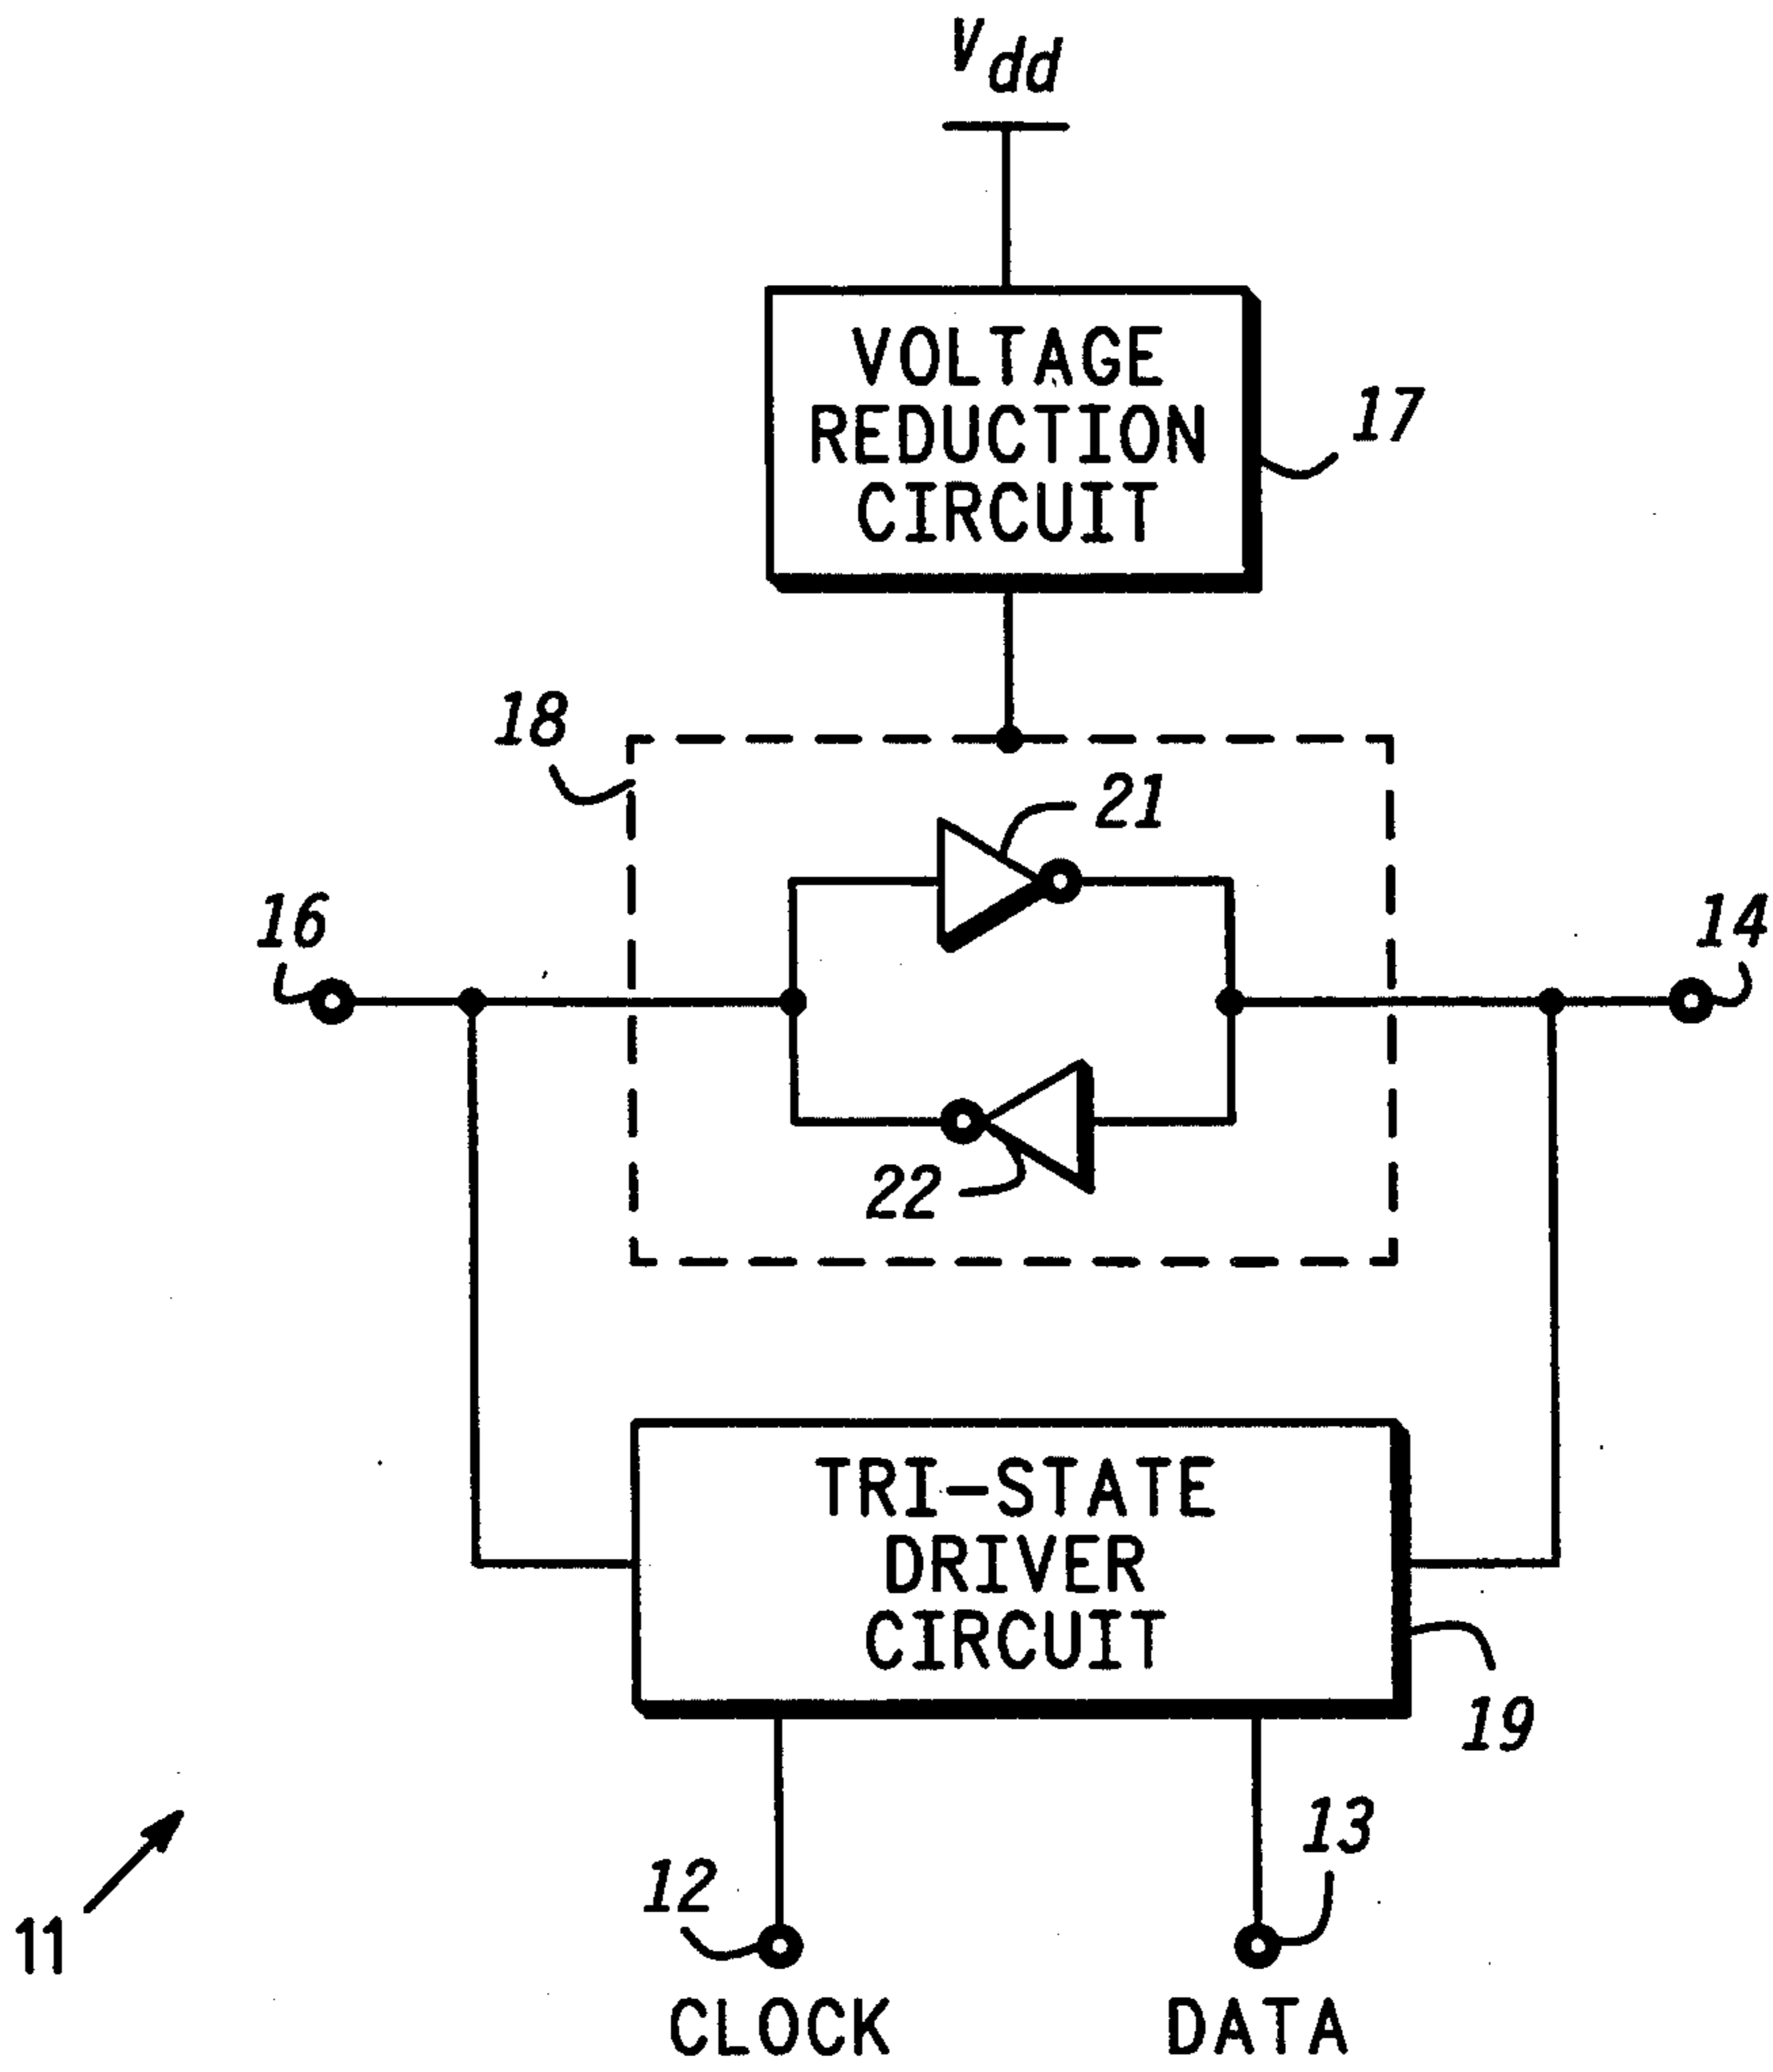 Vdd
VOLTAGE
REDUCTION
CIRCUIT
17
18
21
16
14
22
TRI-STATE
DRIVER
CIRCUIT
19
13
12
11
CLOCK
DATA